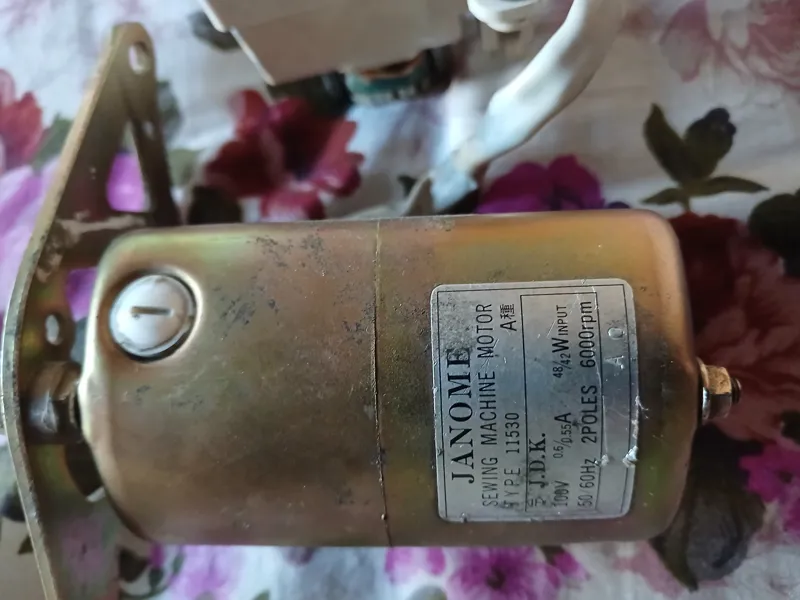 JANOME
SEWING MACHINE MOTOR
TYPE 11530 A種
J.D.K.
100V 0.6/0.55A 48/42 W INPUT
50/60Hz 2POLES 6000rpm
A O